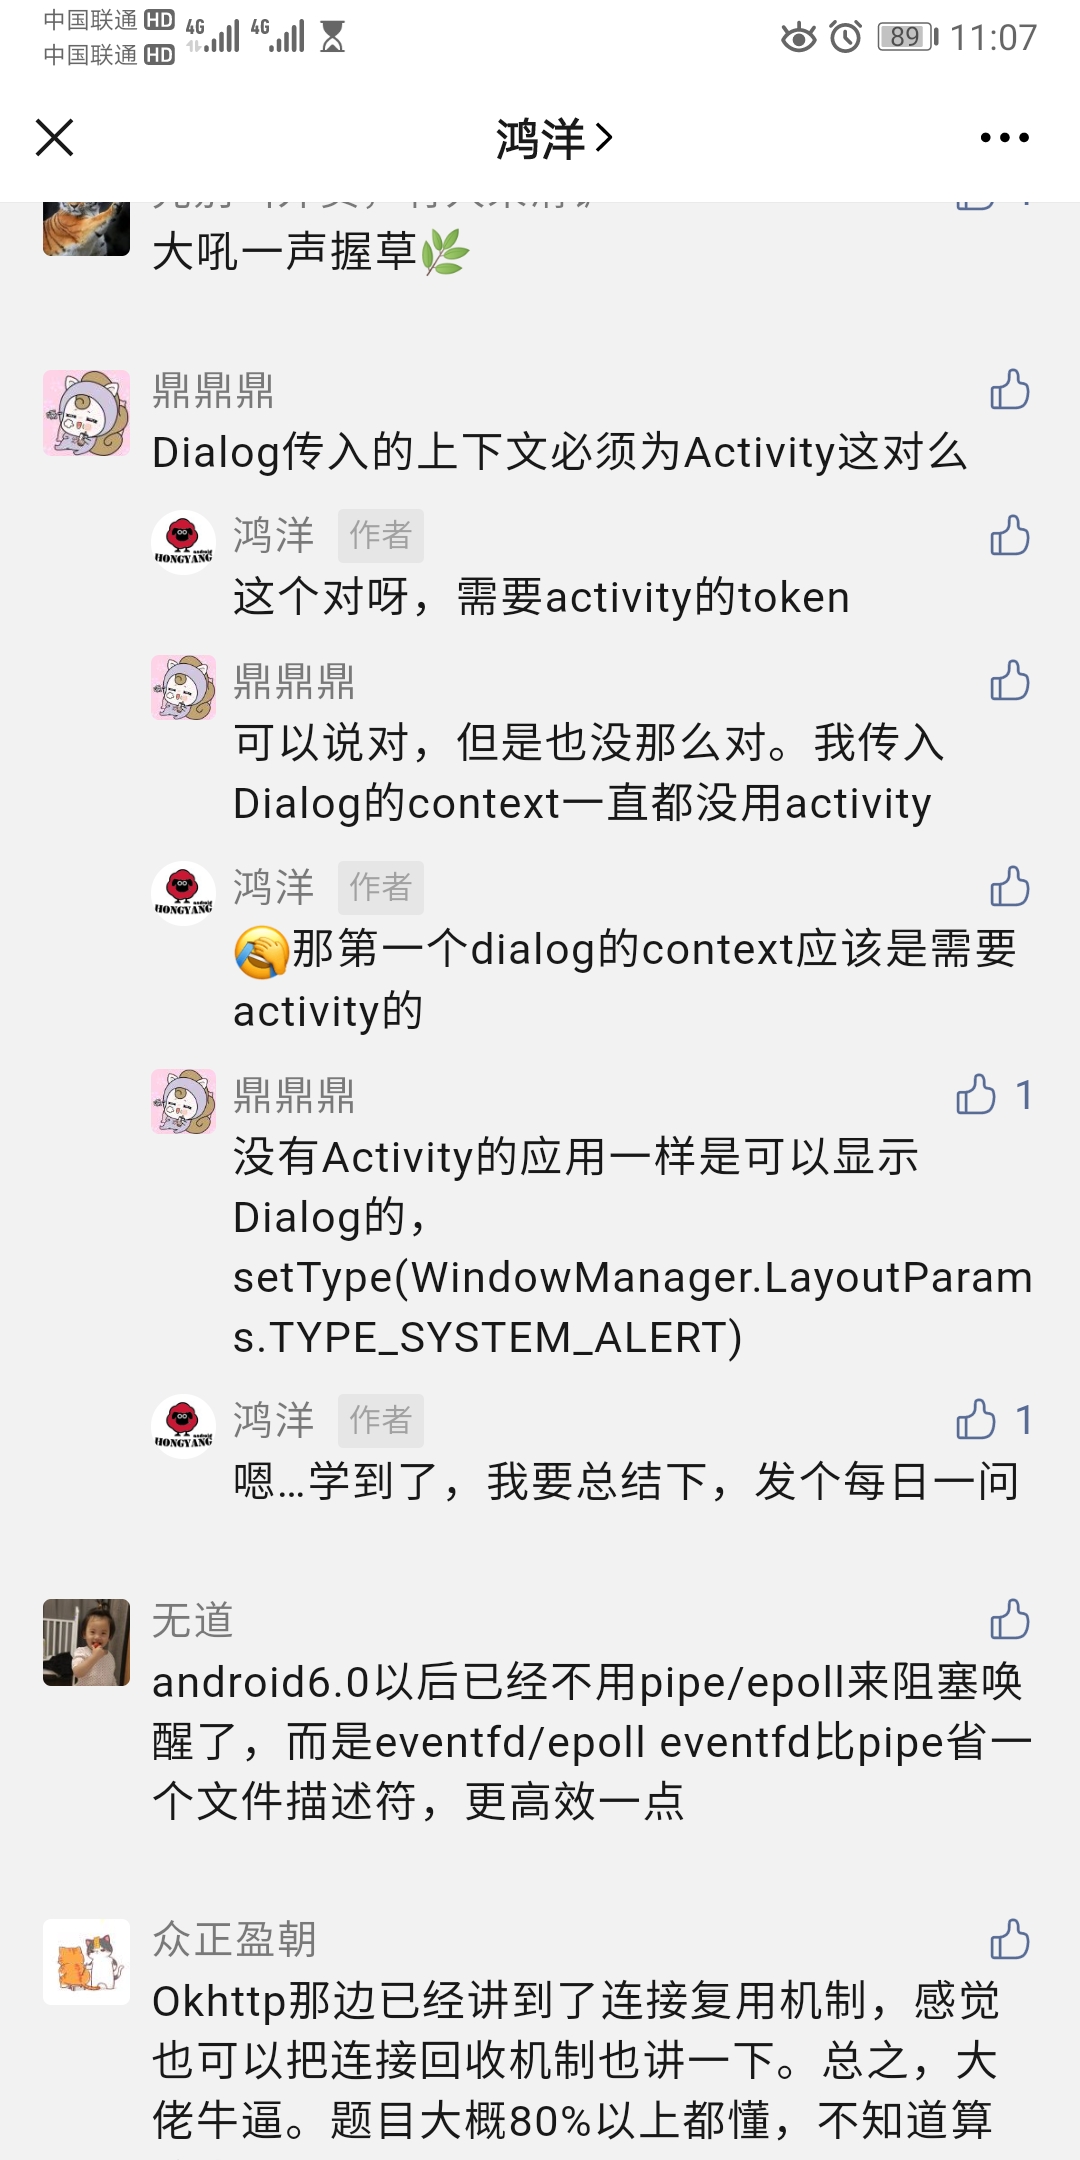 中国联通 HD 4G 4G
中国联通 HD
89 11:07
鸿洋
大吼一声握草
鼎鼎鼎
Dialog传入的上下文必须为Activity这对么
鸿洋 作者
这个对呀，需要activity的token
鼎鼎鼎
可以说对，但是也没那么对。我传入
Dialog的context一直都没用activity
鸿洋 作者
那第一个dialog的context应该是需要
activity的
鼎鼎鼎 1
没有Activity的应用一样是可以显示
Dialog的，
setType(WindowManager.LayoutParam
s.TYPE_SYSTEM_ALERT)
鸿洋 作者 1
嗯…学到了，我要总结下，发个每日一问
无道
android6.0以后已经不用pipe/epoll来阻塞唤
醒了，而是eventfd/epoll eventfd比pipe省一
个文件描述符，更高效一点
众正盈朝
Okhttp那边已经讲到了连接复用机制，感觉
也可以把连接回收机制也讲一下。总之，大
佬牛逼。题目大概80%以上都懂，不知道算